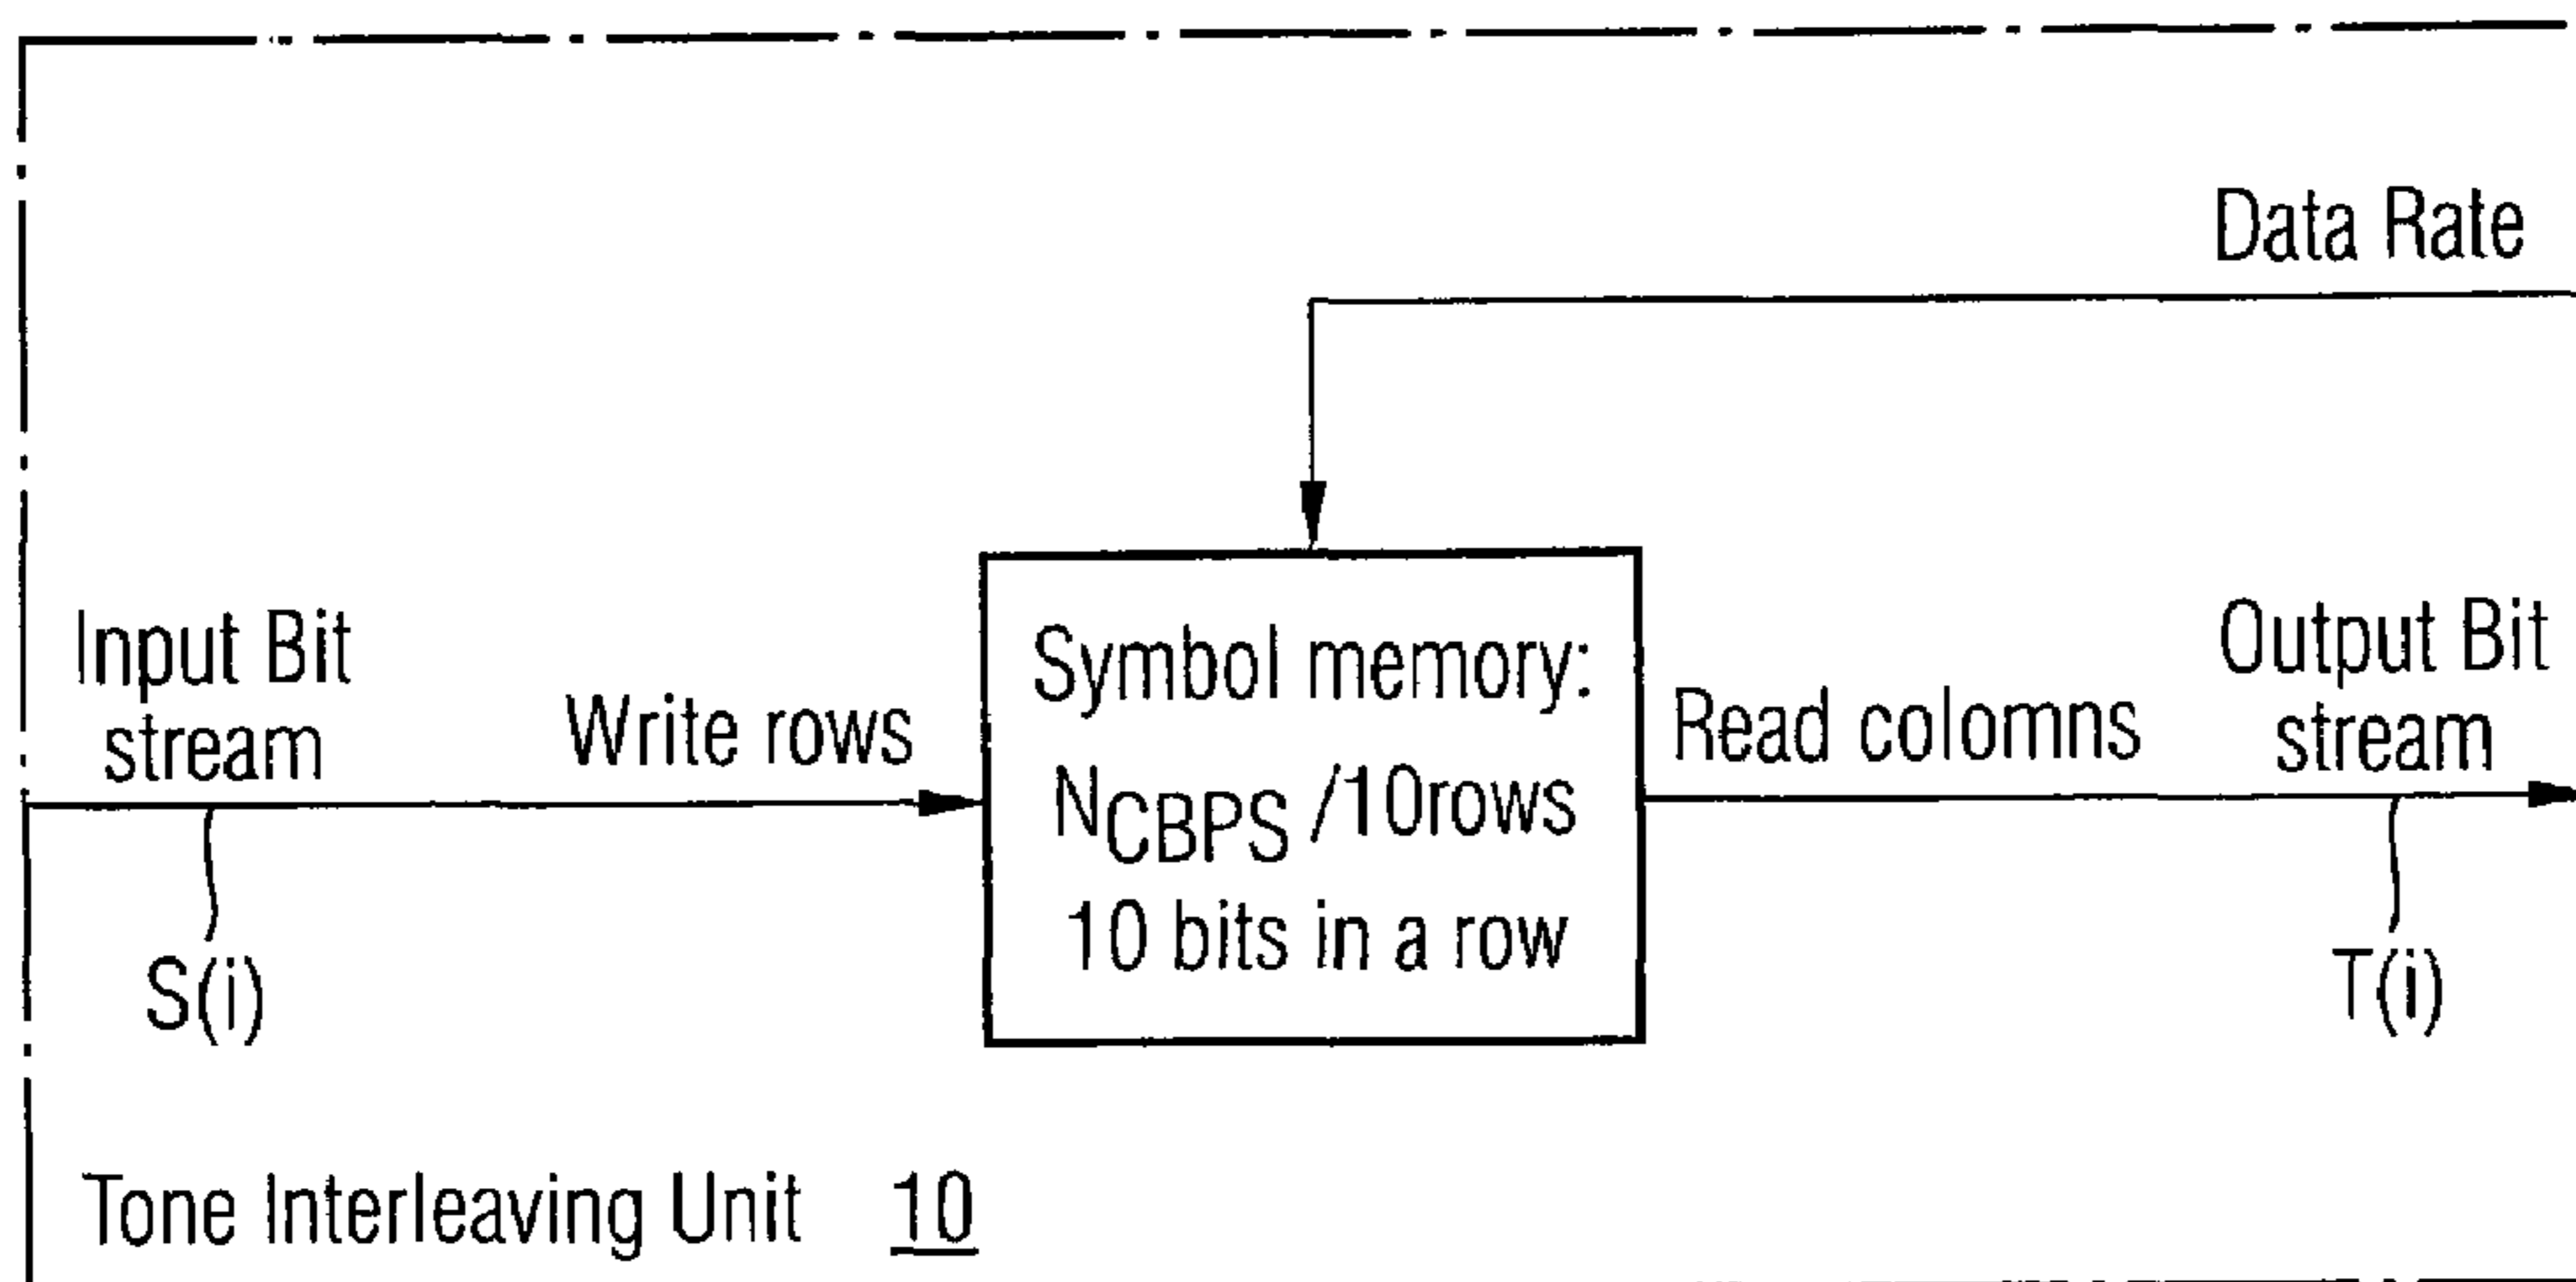 Data Rate
Input Bit
stream
Write rows
Symbol memory:
NCBPS /10rows
10 bits in a row
Read colomns
Output Bit
stream
S(i)
T(i)
Tone Interleaving Unit 10